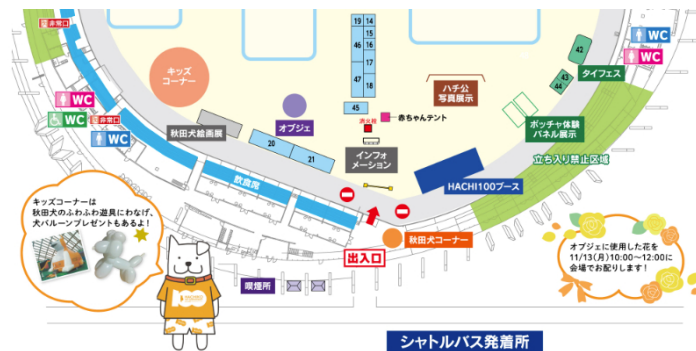 非常口
WC
WC
非常口
WC
キッズ
コーナー
秋田犬絵画展
飲食席
オブジェ
20
21
19
14
15
16
46
17
47
18
45
消火器
赤ちゃんテント
インフォ
メーション
ハチ公
写真展示
42
43
44
タイフェス
WC
WC
ボッチャ体験
パネル展示
立ち入り禁止区域
HACHI100ブース
秋田犬コーナー
出入口
喫煙所
キッズコーナーは
秋田犬のふわふわ遊具にわなげ、
犬バルーンプレゼントもあるよ!
オブジェに使用した花を
11/13(月)10:00〜12:00に
会場でお配りします!
シャトルバス発着所